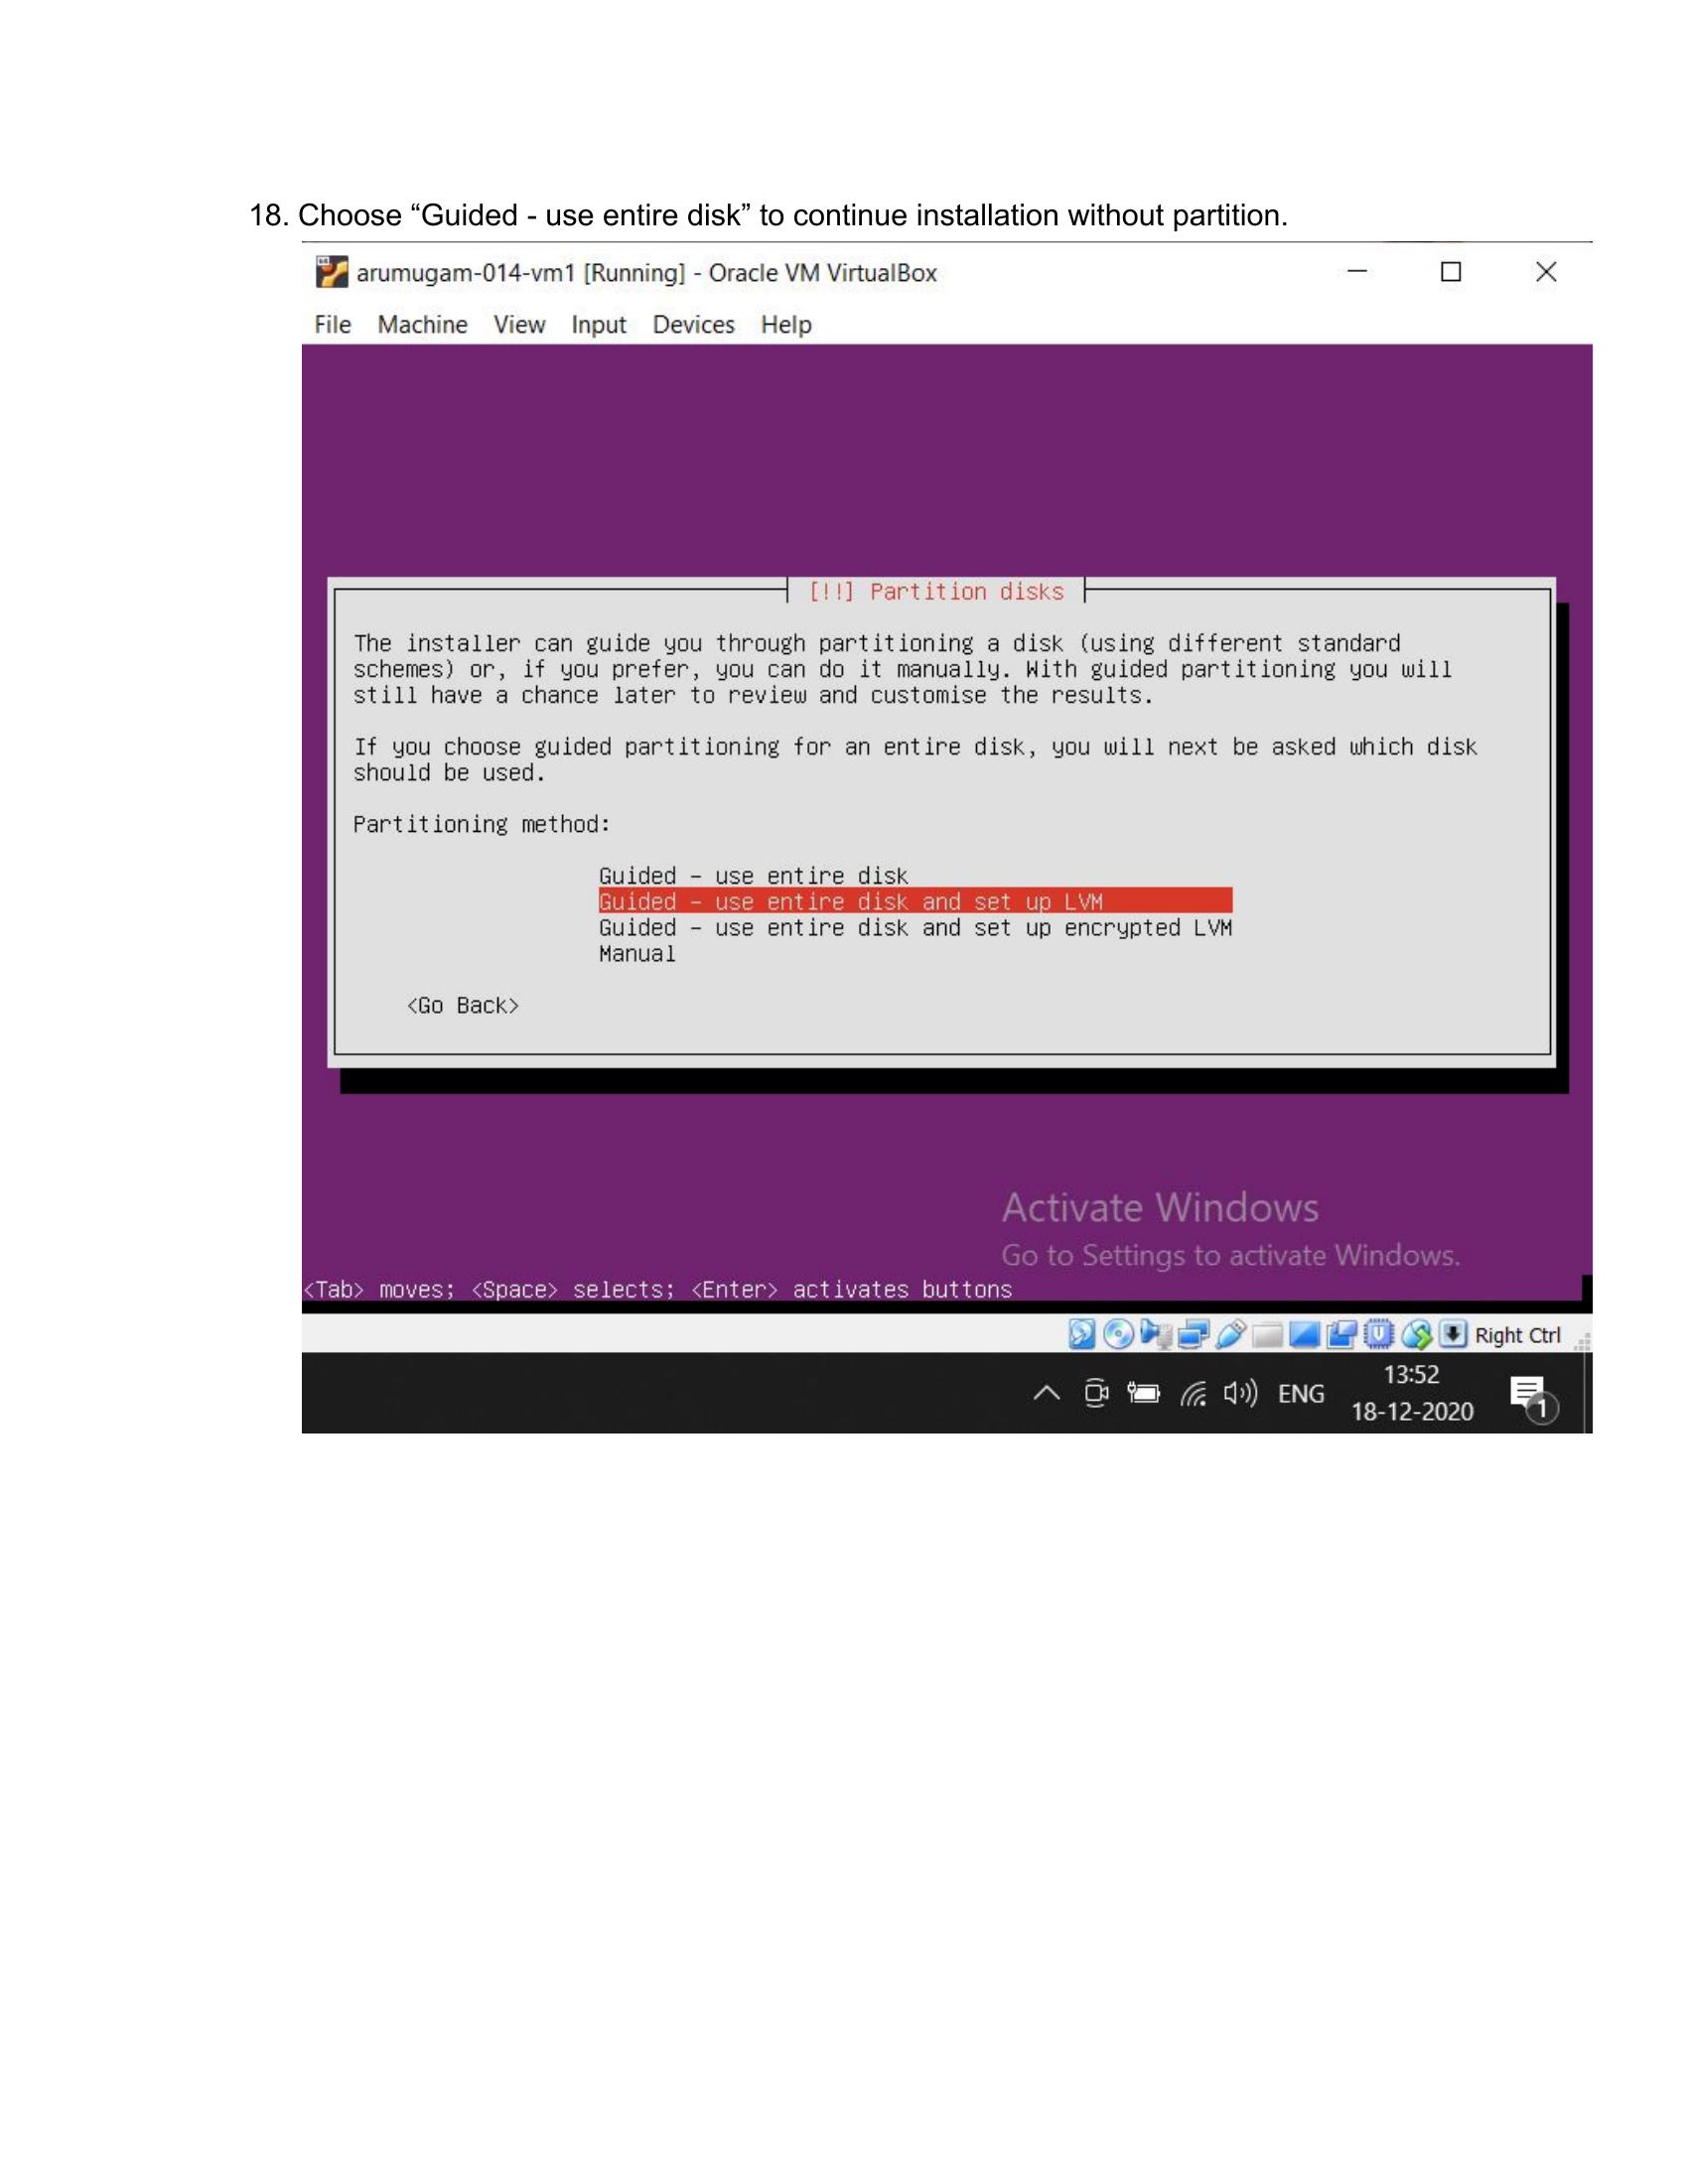 18. Choose “Guided - use entire disk” to continue installation without partition.
arumugam-014-vm1 [Running] - Oracle VM VirtualBox
File Machine View Input Devices Help
[!!] Partition disks
The installer can guide you through partitioning a disk (using different standard
schemes) or, if you prefer, you can do it manually. With guided partitioning you will
still have a chance later to review and customise the results.
If you choose guided partitioning for an entire disk, you will next be asked which disk
should be used.
Partitioning method:
Guided - use entire disk
Guided - use entire disk and set up LVM
Guided - use entire disk and set up encrypted LVM
Manual
<Go Back>
Activate Windows
Go to Settings to activate Windows.
<Tab> moves; <Space> selects; <Enter> activates buttons
Right Ctrl
13:52
ENG
18-12-2020
1